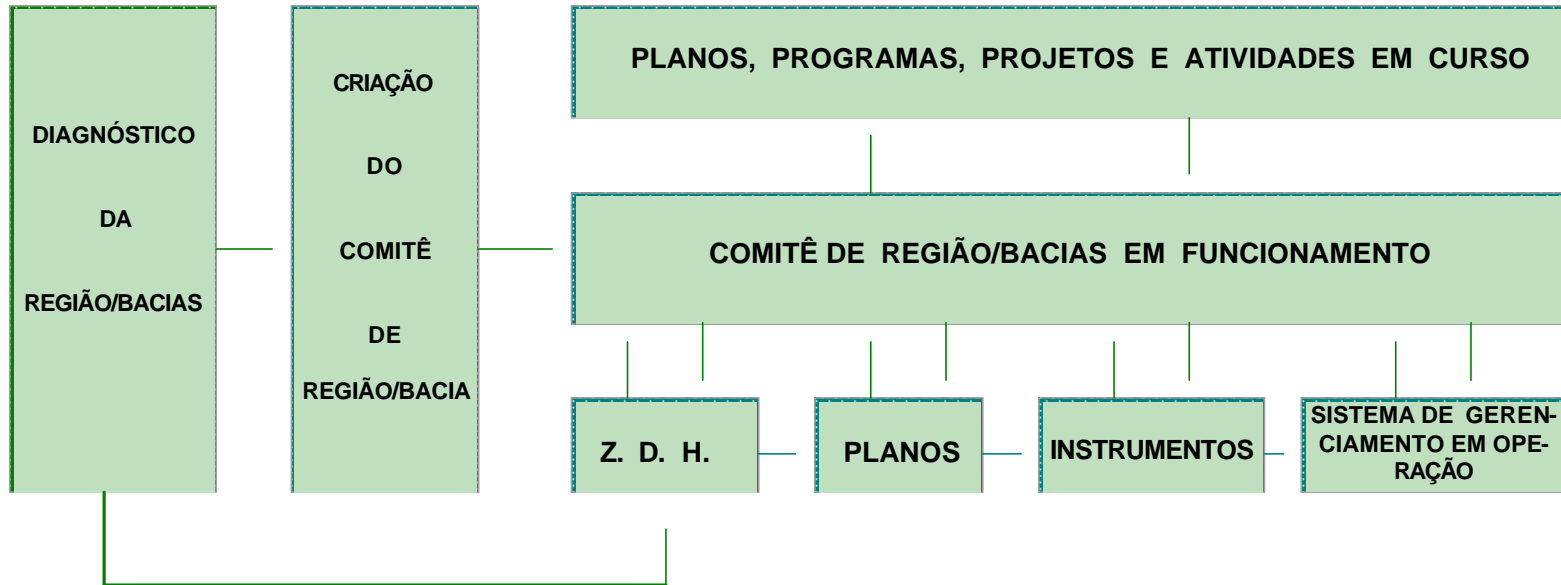 DIAGNÓSTICO
DA
REGIÃO/BACIAS
CRIAÇÃO
DO
COMITÊ
DE
REGIÃO/BACIA
PLANOS, PROGRAMAS, PROJETOS E ATIVIDADES EM CURSO
COMITÊ DE REGIÃO/BACIAS EM FUNCIONAMENTO
Z. D. H.
PLANOS
INSTRUMENTOS
SISTEMA DE GEREN-
CIAMENTO EM OPE-
RAÇÃO